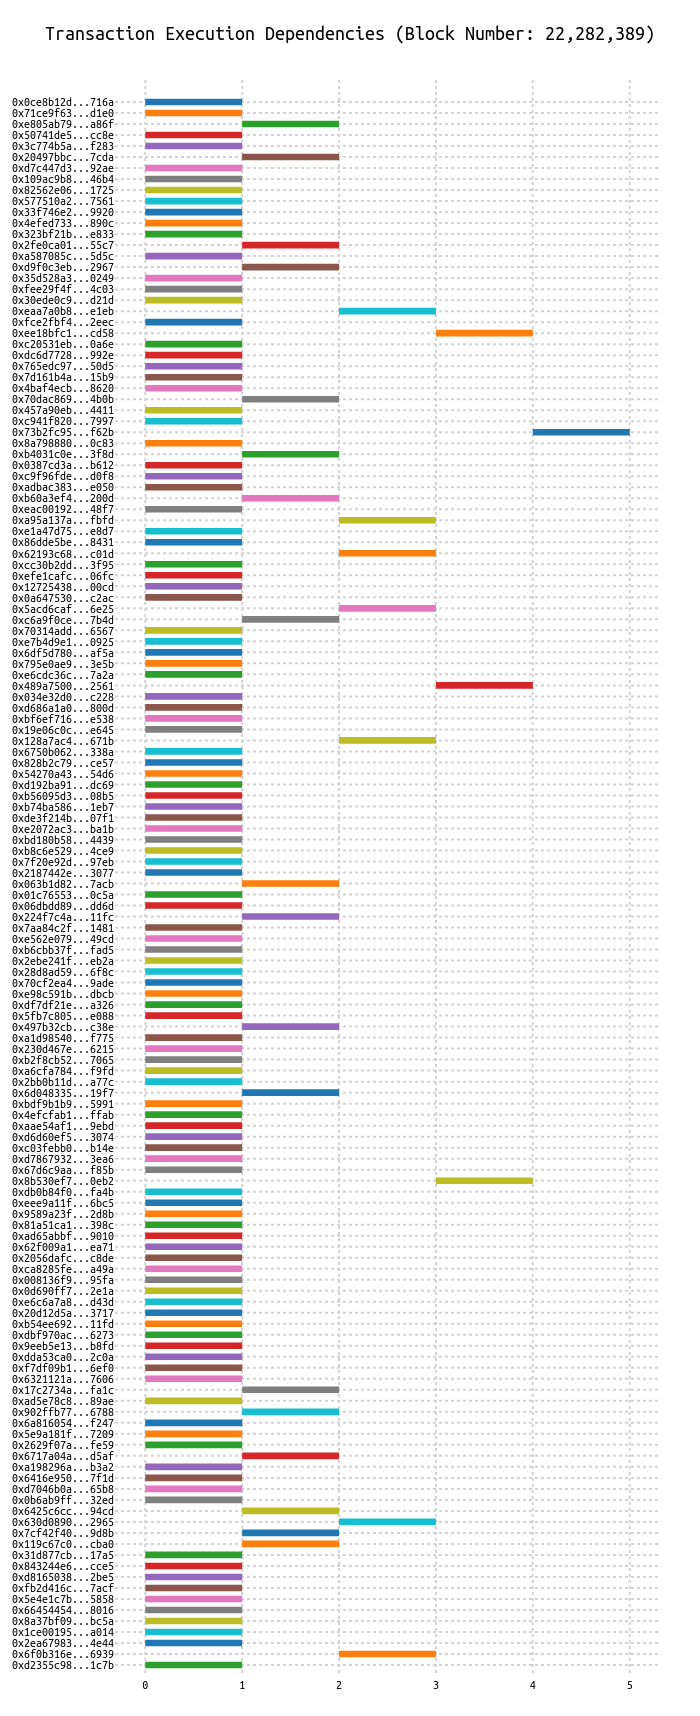 Transaction Execution Dependencies (Block Number: 22,282,389)
0x0ce8b12d...716a
0x71ce9f63...d1e0
0xe805ab79...a86f
0x50741de5...cc8e
0x3c774b5a...f283
0x20497bbc...7cda
0xd7c447d3...92ae
0x109ac9b8...46b4
0x82562e06...1725
0x577510a2...7561
0x33f746e2...9920
0x4efed733...890c
0x323bf21b...e833
0x2fe0ca01...55c7
0xa587085c...5d5c
0xd9f0c3eb...2967
0x35d528a3...0249
0xfee29f4f...4c03
0x30ede0c9...d21d
0xeaa7a0b8...e1eb
0xfce2fbf4...2eec
0xee18bfc1...cd58
0xc20531eb...0a6e
0xdc6d7728...992e
0x765edc97...50d5
0x7d161b4a...15b9
0x4baf4ecb...8620
0x70dac869...4b0b
0x457a90eb...4411
0xc941f820...7997
0x73b2fc95...f62b
0x8a798880...0c83
0xb4031c0e...3f8d
0x0387cd3a...b612
0xc9f96fde...d0f8
0xadbac383...e050
0xb60a3ef4...200d
0xeac00192...48f7
0xa95a137a...fbfd
0xe1a47d75...e8d7
0x86dde5be...8431
0x62193c68...c01d
0xcc30b2dd...3f95
0xefe1cafc...06fc
0x12725438...00cd
0x0a647530...c2ac
0x5acd6caf...6e25
0xc6a9f0ce...7b4d
0x70314add...6567
0xe7b4d9e1...0925
0x6df5d780...af5a
0x795e0ae9...3e5b
0xe6cdc36c...7a2a
0x489a7500...2561
0x034e32d0...c228
0xd686a1a0...800d
0xbf6ef716...e538
0x19e06c0c...e645
0x128a7ac4...671b
0x6750b062...338a
0x828b2c79...ce57
0x54270a43...54d6
0xd192ba91...dc69
0xb56095d3...08b5
0xb74ba586...1eb7
0xde3f214b...07f1
0xe2072ac3...ba1b
0xbd180b58...4439
0xb8c6e529...4ce9
0x7f20e92d...97eb
0x2187442e...3077
0x063b1d82...7acb
0x01c76553...0c5a
0x06dbdd89...dd6d
0x224f7c4a...11fc
0x7aa84c2f...1481
0xe562e079...49cd
0xb6cbb37f...fad5
0x2ebe241f...eb2a
0x28d8ad59...6f8c
0x70cf2ea4...9ade
0xe98c591b...dbcb
0xdf7df21e...a326
0x5fb7c805...e088
0x497b32cb...c38e
0xa1d98540...f775
0x230d467e...6215
0xb2f8cb52...7065
0xa6cfa784...f9fd
0x2bb0b11d...a77c
0x6d048335...19f7
0xbdf9b1b9...5991
0x4efcfab1...ffab
0xaae54af1...9ebd
0xd6d60ef5...3074
0xc03febb0...b14e
0xd7867932...3ea6
0x67d6c9aa...f85b
0x8b530ef7...0eb2
0xdb0b84f0...fa4b
0xeee9a11f...6bc5
0x9589a23f...2d8b
0x81a51ca1...398c
0xad65abbf...9010
0x62f009a1...ea71
0x2056dafc...c8de
0xca8285fe...a49a
0x008136f9...95fa
0x0d690ff7...2e1a
0xe6c6a7a8...d43d
0x20d12d5a...3717
0xb54ee692...11fd
0xdbf970ac...6273
0x9eeb5e13...b8fd
0xdda53ca0...2c0a
0xf7df09b1...6ef0
0x6321121a...7606
0x17c2734a...fa1c
0xad5e78c8...89ae
0x902ffb77...6788
0x6a816054...f247
0x5e9a181f...7209
0x2629f07a...fe59
0x6717a04a...d5af
0xa198296a...b3a2
0x6416e950...7f1d
0xd7046b0a...65b8
0x0b6ab9ff...32ed
0x6425c6cc...94cd
0x630d0890...2965
0x7cf42f40...9d8b
0x119c67c0...cba0
0x31d877cb...17a5
0x843244e6...cce5
0xd8165038...2be5
0xfb2d416c...7acf
0x5e4e1c7b...5858
0x66454454...8016
0x8a37bf09...bc5a
0x1ce00195...a014
0x2ea67983...4e44
0x6f0b316e...6939
0xd2355c98...1c7b
0 1 2 3 4 5